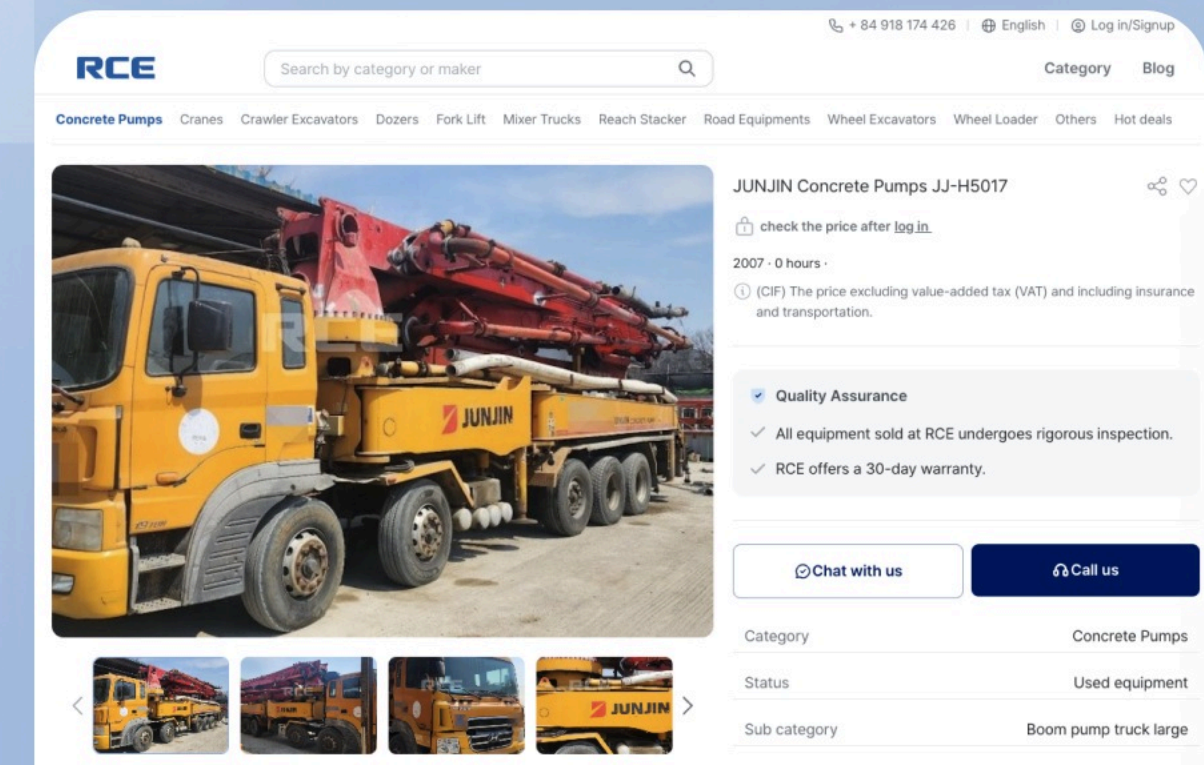 + 84 918 174 426 English Log in/Signup
RCE Search by category or maker Category Blog
Concrete Pumps Cranes Crawler Excavators Dozers Fork Lift Mixer Trucks Reach Stacker Road Equipments Wheel Excavators Wheel Loader Others Hot deals
RCE
JUNJIN
JUNJIN Concrete Pumps JJ-H5017
check the price after log in
2007 · 0 hours ·
(CIF) The price excluding value-added tax (VAT) and including insurance
and transportation.
Quality Assurance
All equipment sold at RCE undergoes rigorous inspection.
RCE offers a 30-day warranty.
Chat with us Call us
Category Concrete Pumps
Status Used equipment
Sub category Boom pump truck large
RCE
RCE
RCE
JUNJIN